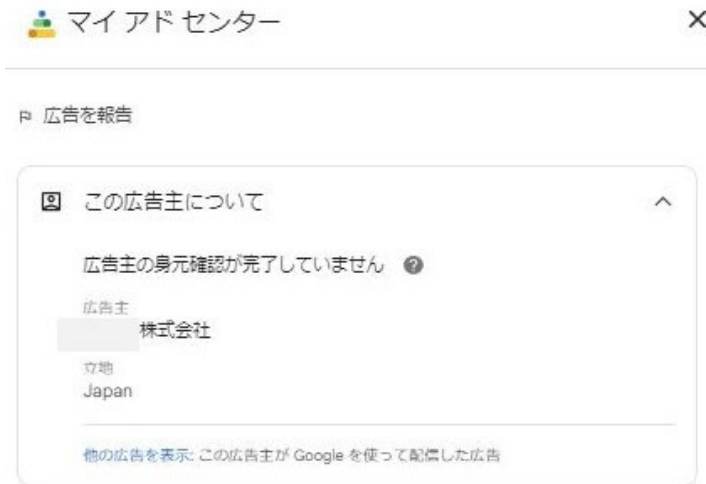 マイ アド センター
広告を報告
この広告主について
広告主の身元確認が完了していません
広告主
株式会社
立地
Japan
他の広告を表示: この広告主が Google を使って配信した広告